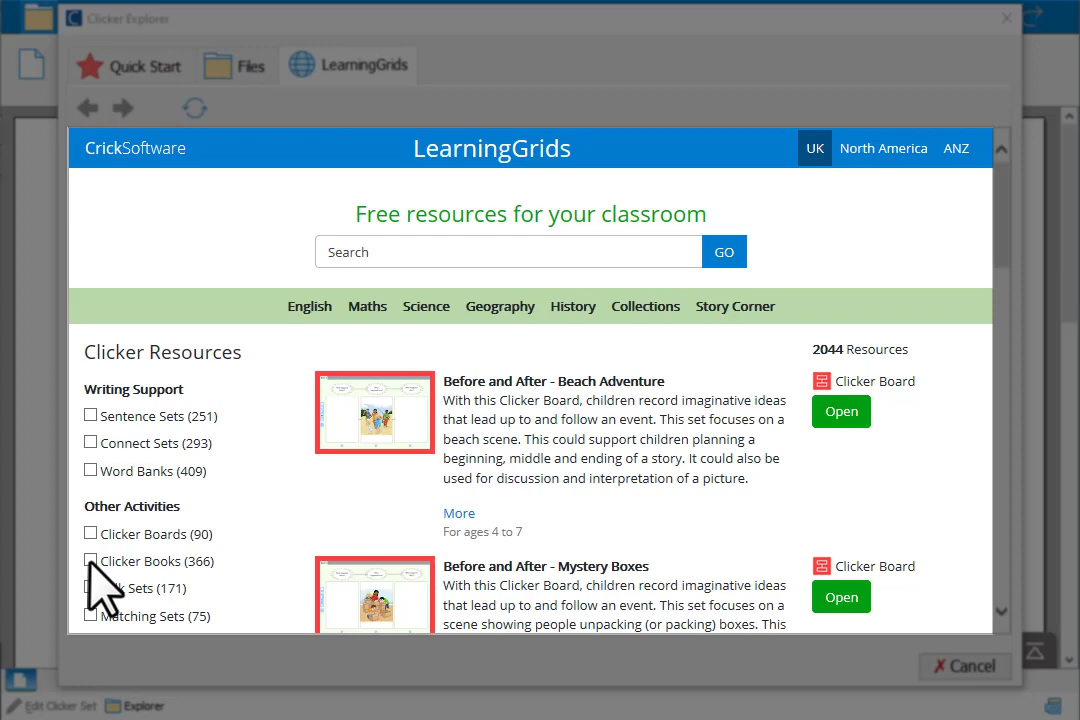 Clicker Explorer
Quick Start
Files
LearningGrids
CrickSoftware
LearningGrids
UK
North America
ANZ
Free resources for your classroom
Search
GO
English
Maths
Science
Geography
History
Collections
Story Corner
Clicker Resources
2044 Resources
Writing Support
Sentence Sets (251)
Connect Sets (293)
Word Banks (409)
Other Activities
Clicker Boards (90)
Clicker Books (366)
Sets (171)
Matching Sets (75)
Before and After - Beach Adventure
With this Clicker Board, children record imaginative ideas
that lead up to and follow an event. This set focuses on a
beach scene. This could support children planning a
beginning, middle and ending of a story. It could also be
used for discussion and interpretation of a picture.
More
For ages 4 to 7
Clicker Board
Open
Before and After - Mystery Boxes
With this Clicker Board, children record imaginative ideas
that lead up to and follow an event. This set focuses on a
scene showing people unpacking (or packing) boxes. This
Clicker Board
Open
Cancel
Edit Clicker Set
Explorer